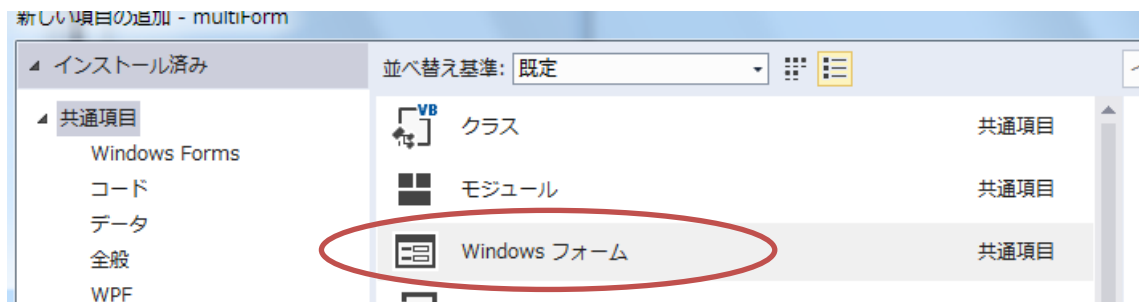 新しい項目の追加 - multiForm
インストール済み
並べ替え基準: 既定
共通項目
Windows Forms
コード
データ
全般
WPF
VB
クラス 共通項目
モジュール 共通項目
Windows フォーム 共通項目